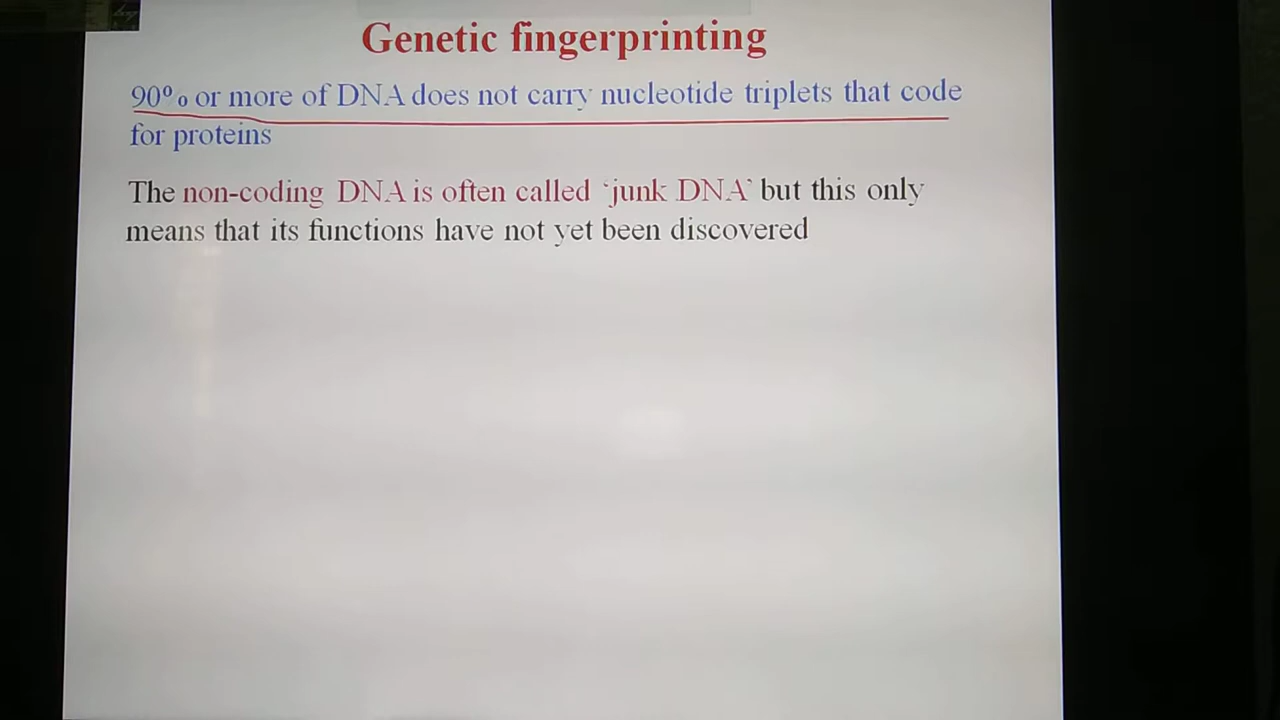 Genetic fingerprinting
90% or more of DNA does not carry nucleotide triplets that code
for proteins
The non-coding DNA is often called ‘junk DNA’ but this only
means that its functions have not yet been discovered